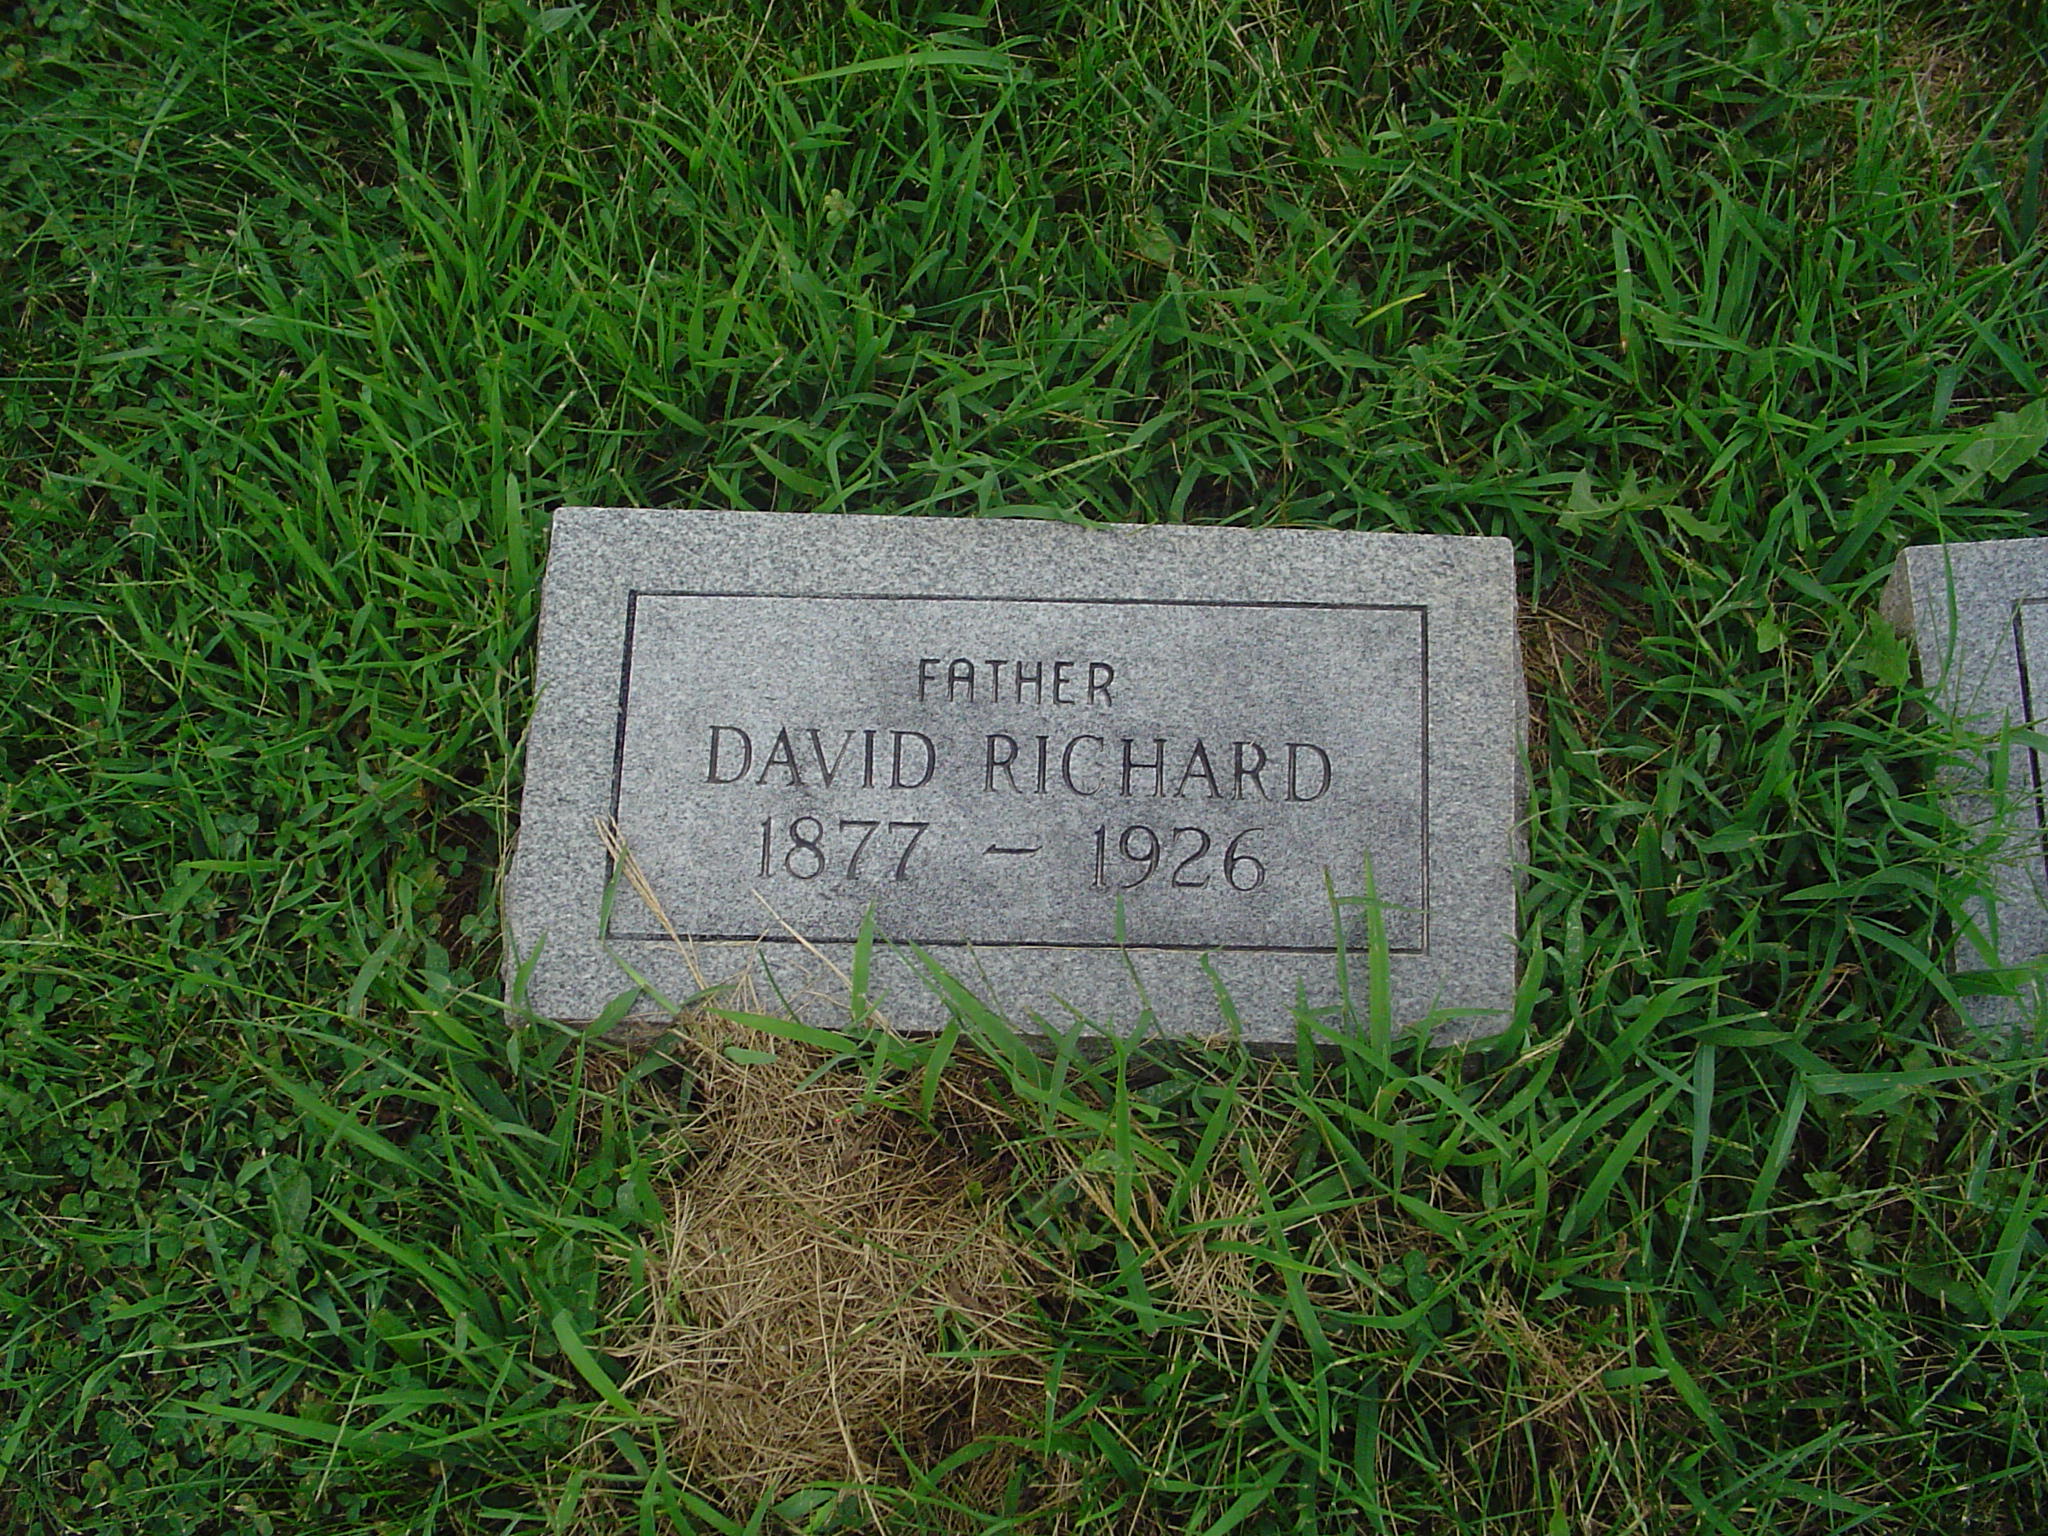 FATHER
DAVID RICHARD
1877 – 1926